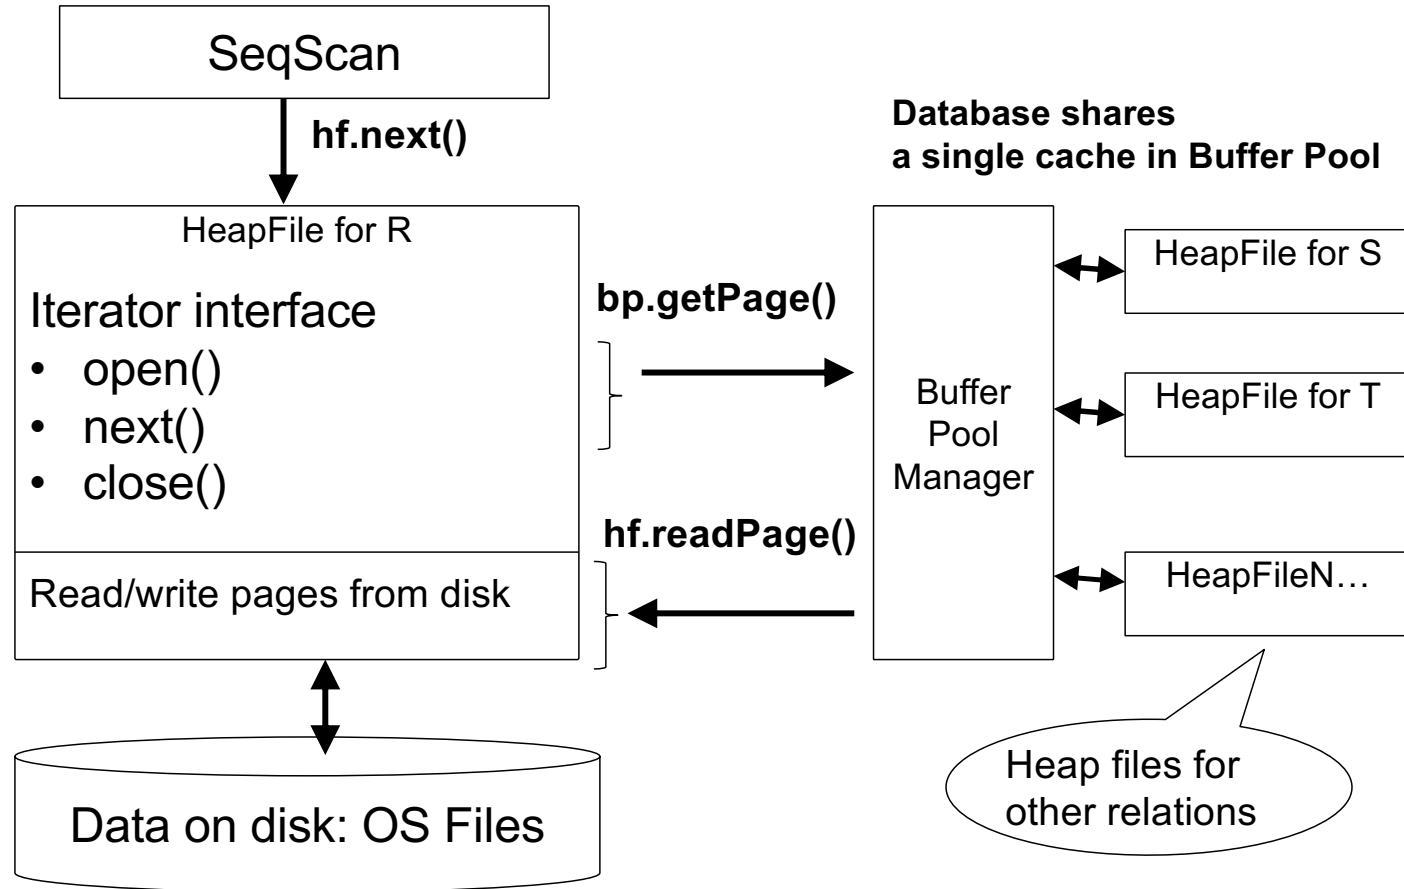 SeqScan
hf.next()
Database shares
a single cache in Buffer Pool
HeapFile for R
Iterator interface
• open()
• next()
• close()
Read/write pages from disk
bp.getPage()
hf.readPage()
Buffer
Pool
Manager
HeapFile for S
HeapFile for T
HeapFileN…
Heap files for
other relations
Data on disk: OS Files